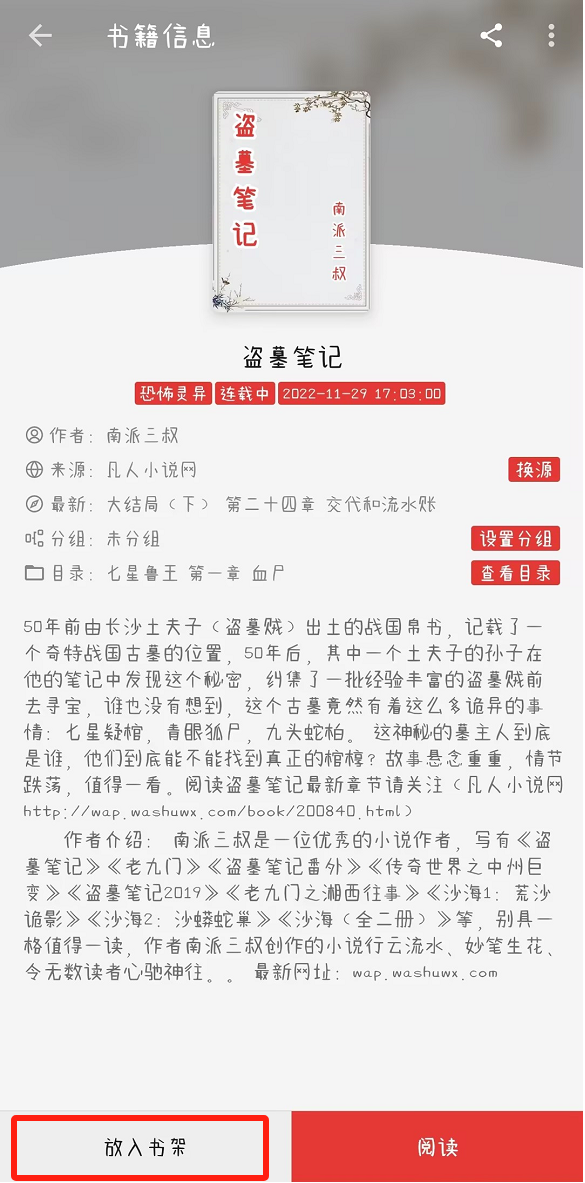 书籍信息
盗墓笔记
南派三叔
盗墓笔记
恐怖灵异 连载中 2022-11-29 17:03:00
作者：南派三叔
来源：凡人小说网 换源
最新：大结局（下） 第二十四章 交代和流水账
分组：未分组 设置分组
目录：七星鲁王 第一章 血尸 查看目录
50年前由长沙土夫子（盗墓贼）出土的战国帛书，记载了一
个奇特战国古墓的位置，50年后，其中一个土夫子的孙子在
他的笔记中发现这个秘密，纠集了一批经验丰富的盗墓贼前
去寻宝，谁也没有想到，这个古墓竟然有着这么多诡异的事
情：七星疑棺，青眼狐尸，九头蛇柏。 这神秘的墓主人到底
是谁，他们到底能不能找到真正的棺椁？故事悬念重重，情节
跌荡，值得一看。阅读盗墓笔记最新章节请关注（凡人小说网
http://wap.washuwx.com/book/200840.html）
作者介绍： 南派三叔是一位优秀的小说作者，写有《盗
墓笔记》《老九门》《盗墓笔记番外》《传奇世界之中州巨
变》《盗墓笔记2019》《老九门之湘西往事》《沙海1：荒沙
诡影》《沙海2：沙蟒蛇巢》《沙海（全二册）》等，别具一
格值得一读，作者南派三叔创作的小说行云流水、妙笔生花、
令无数读者心驰神往。。 最新网址：wap.washuwx.com
放入书架 阅读